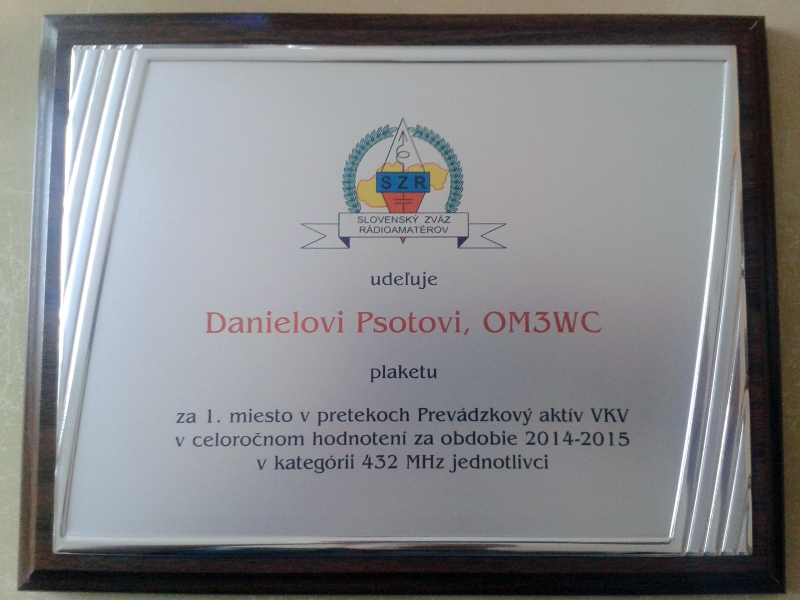 SZR
SLOVENSKÝ ZVÄZ
RÁDIOAMATÉROV
udeľuje
Danielovi Psotovi, OM3WC
plaketu
za 1. miesto v pretekoch Prevádzkový aktív VKV
v celoročnom hodnotení za obdobie 2014-2015
v kategórii 432 MHz jednotlivci